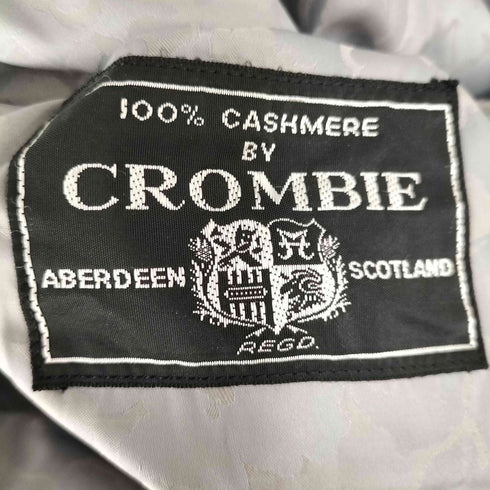 100% CASHMERE
BY
CROMBIE
ABERDEEN SCOTLAND
REGD.